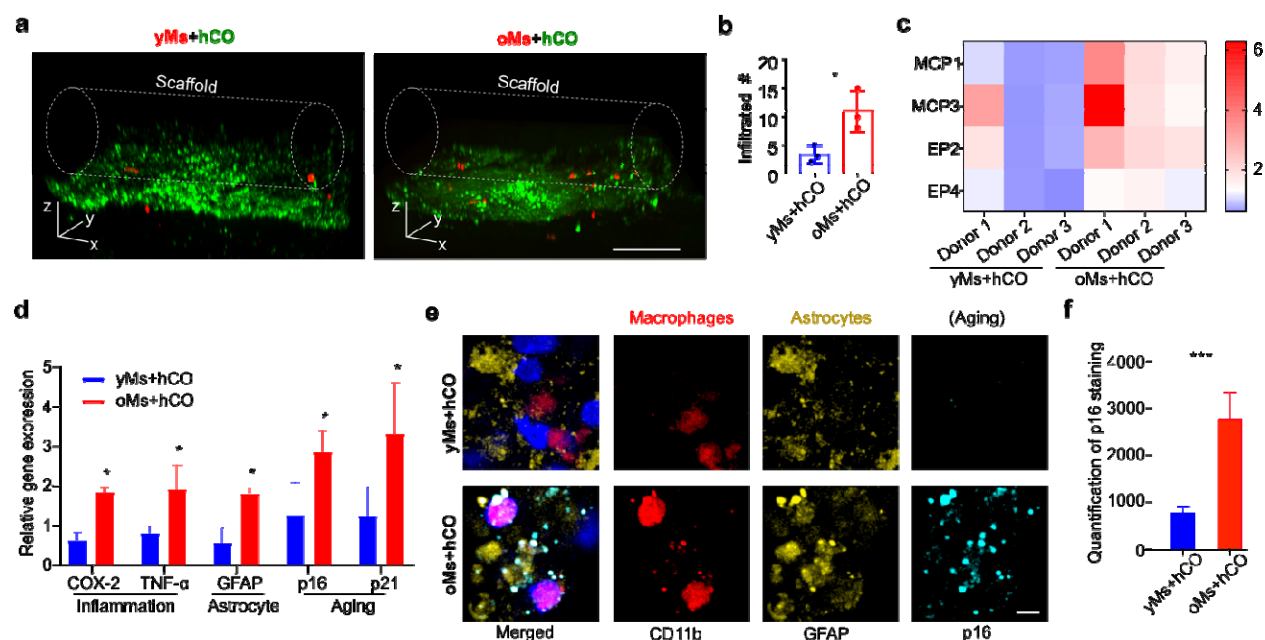 a
yMs+hCO
oMs+hCO
Scaffold
Scaffold
z
y
x
z
y
x
b
Infiltrated #
20
15
10
5
0
*
yMs+hCO
oMs+hCO
c
MCP1
MCP3
EP2
EP4
Donor 1
Donor 2
Donor 3
Donor 1
Donor 2
Donor 3
yMs+hCO
oMs+hCO
6
4
2
d
Relative gene expression
5
4
3
2
1
0
yMs+hCO
oMs+hCO
*
*
*
*
*
COX-2
TNF-α
GFAP
p16
p21
Inflammation
Astrocyte
Aging
e
Macrophages
Astrocytes
(Aging)
yMs+hCO
oMs+hCO
Merged
CD11b
GFAP
p16
f
Quantification of p16 staining
4000
3000
2000
1000
0
***
yMs+hCO
oMs+hCO